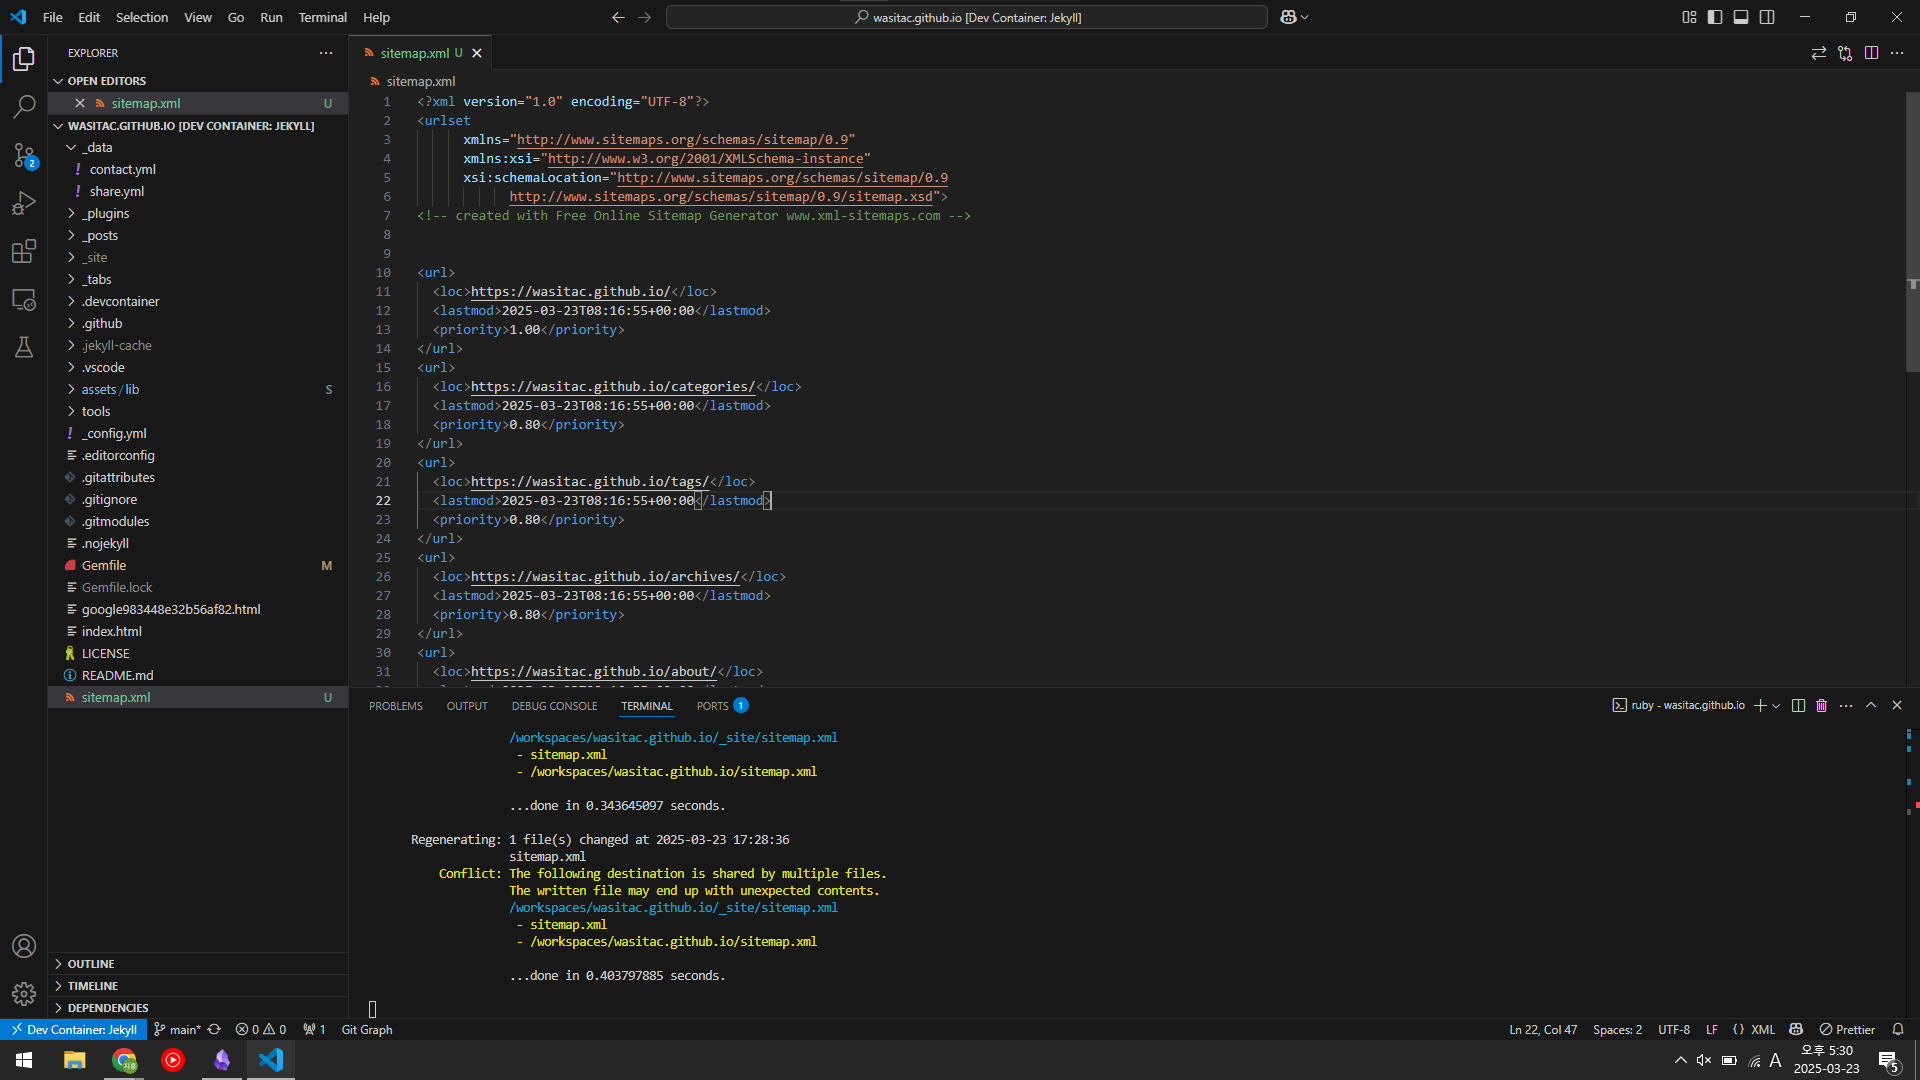 File Edit Selection View Go Run Terminal Help
wasitac.github.io [Dev Container: Jekyll]
EXPLORER
OPEN EDITORS
sitemap.xml U
WASITAC.GITHUB.IO [DEV CONTAINER: JEKYLL]
_data
! contact.yml
! share.yml
_plugins
_posts
_site
_tabs
.devcontainer
.github
.jekyll-cache
.vscode
assets/lib S
tools
! _config.yml
.editorconfig
.gitattributes
.gitignore
.gitmodules
.nojekyll
Gemfile M
Gemfile.lock
google983448e32b56af82.html
index.html
LICENSE
README.md
sitemap.xml U
OUTLINE
TIMELINE
DEPENDENCIES
2
sitemap.xml U
sitemap.xml
1 <?xml version="1.0" encoding="UTF-8"?>
2 <urlset
3 xmlns="http://www.sitemaps.org/schemas/sitemap/0.9"
4 xmlns:xsi="http://www.w3.org/2001/XMLSchema-instance"
5 xsi:schemaLocation="http://www.sitemaps.org/schemas/sitemap/0.9
6 http://www.sitemaps.org/schemas/sitemap/0.9/sitemap.xsd">
7 <!-- created with Free Online Sitemap Generator www.xml-sitemaps.com -->
8
9
10 <url>
11 <loc>https://wasitac.github.io/</loc>
12 <lastmod>2025-03-23T08:16:55+00:00</lastmod>
13 <priority>1.00</priority>
14 </url>
15 <url>
16 <loc>https://wasitac.github.io/categories/</loc>
17 <lastmod>2025-03-23T08:16:55+00:00</lastmod>
18 <priority>0.80</priority>
19 </url>
20 <url>
21 <loc>https://wasitac.github.io/tags/</loc>
22 <lastmod>2025-03-23T08:16:55+00:00</lastmod>
23 <priority>0.80</priority>
24 </url>
25 <url>
26 <loc>https://wasitac.github.io/archives/</loc>
27 <lastmod>2025-03-23T08:16:55+00:00</lastmod>
28 <priority>0.80</priority>
29 </url>
30 <url>
31 <loc>https://wasitac.github.io/about/</loc>
PROBLEMS OUTPUT DEBUG CONSOLE TERMINAL PORTS 1
ruby - wasitac.github.io
/workspaces/wasitac.github.io/_site/sitemap.xml
- sitemap.xml
- /workspaces/wasitac.github.io/sitemap.xml
...done in 0.343645097 seconds.
Regenerating: 1 file(s) changed at 2025-03-23 17:28:36
sitemap.xml
Conflict: The following destination is shared by multiple files.
The written file may end up with unexpected contents.
/workspaces/wasitac.github.io/_site/sitemap.xml
- sitemap.xml
- /workspaces/wasitac.github.io/sitemap.xml
...done in 0.403797885 seconds.
Dev Container: Jekyll main* 0 0 1 Git Graph
Ln 22, Col 47 Spaces: 2 UTF-8 LF {} XML Prettier
A 오후 5:30
2025-03-23
5